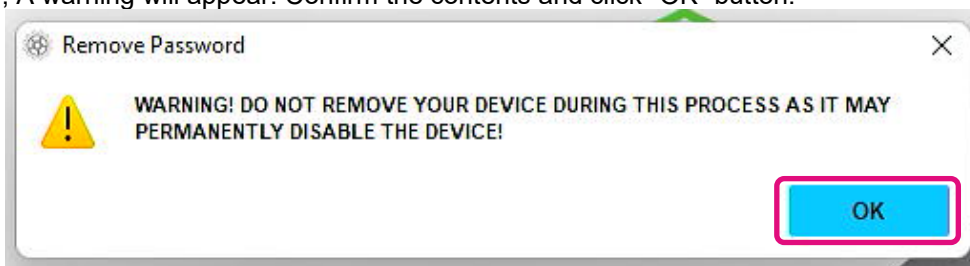 ; A warning will appear. Confirm the contents and click "OK" button.
Remove Password
WARNING! DO NOT REMOVE YOUR DEVICE DURING THIS PROCESS AS IT MAY
PERMANENTLY DISABLE THE DEVICE!
OK